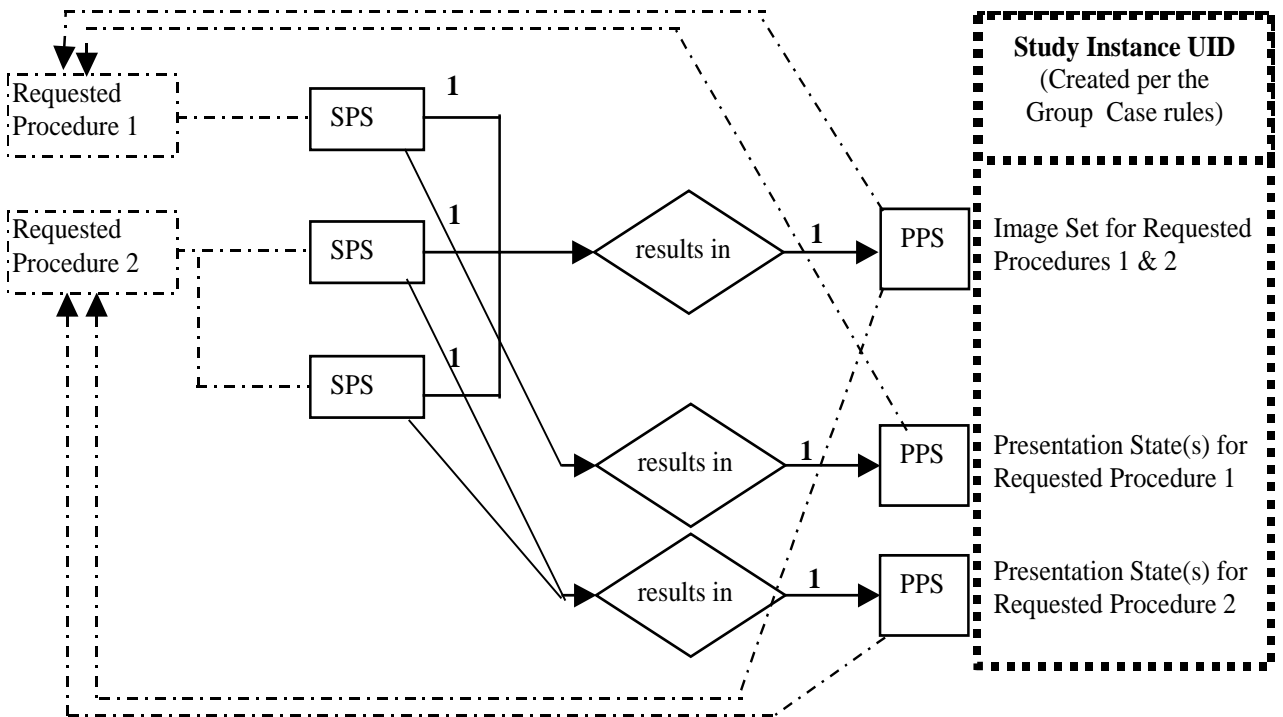 Study Instance UID
(Created per the
Group Case rules)
Requested
Procedure 1
1
SPS
Requested
Procedure 2
1
SPS
results in
1
PPS
Image Set for Requested
Procedures 1 & 2
1
SPS
results in
1
PPS
Presentation State(s) for
Requested Procedure 1
results in
1
PPS
Presentation State(s) for
Requested Procedure 2